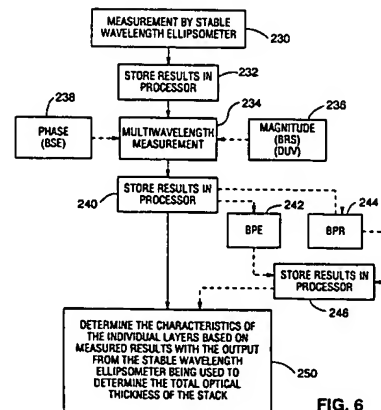 MEASUREMENT BY STABLE
WAVELENGTH ELLIPSOMETER
230
STORE RESULTS IN
PROCESSOR
232
238
234
236
PHASE
(BSE)
MULTIWAVELENGTH
MEASUREMENT
MAGNITUDE
(BRS)
(DUV)
240
STORE RESULTS IN
PROCESSOR
242
244
BPE
BPR
STORE RESULTS IN
PROCESSOR
246
DETERMINE THE CHARACTERISTICS OF
THE INDIVIDUAL LAYERS BASED ON
MEASURED RESULTS WITH THE OUTPUT
FROM THE STABLE WAVELENGTH
ELLIPSOMETER BEING USED TO
DETERMINE THE TOTAL OPTICAL
THICKNESS OF THE STACK
250
FIG. 6